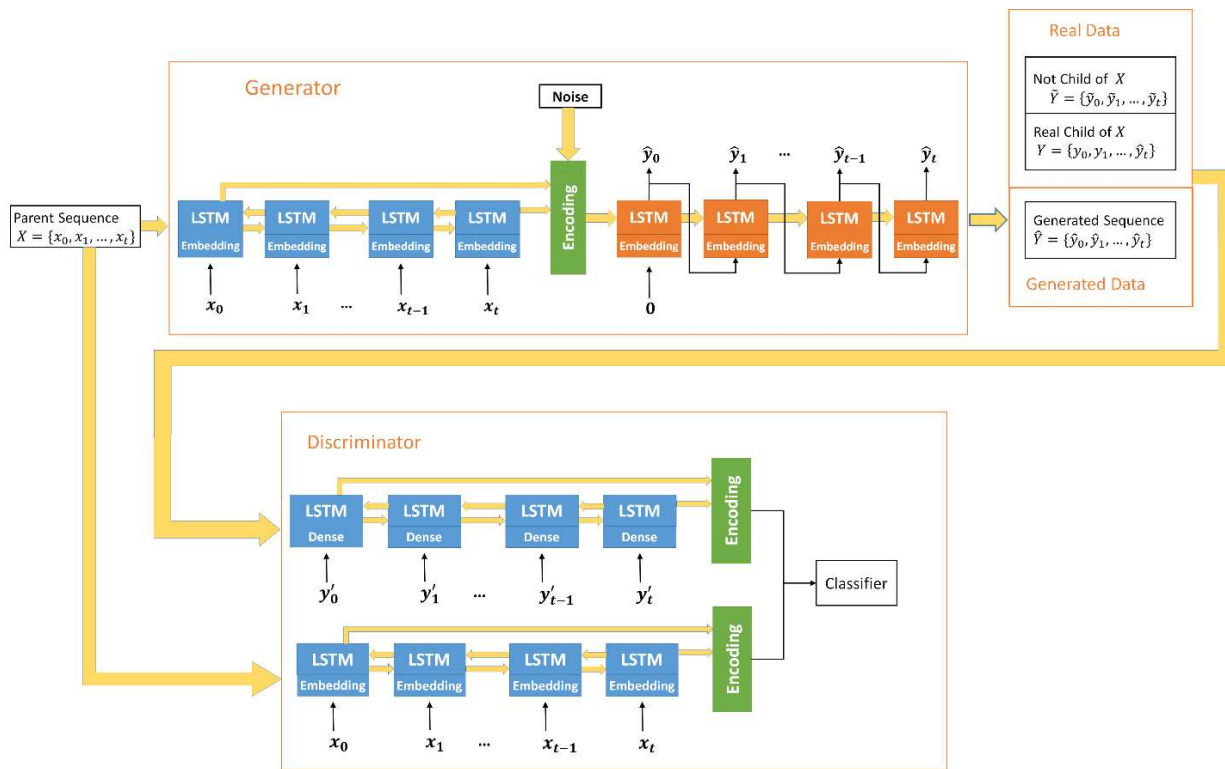 Real Data
Not Child of X
Ỹ = {ỹ₀, ỹ₁, ..., ỹₜ}
Real Child of X
Y = {y₀, y₁, ..., ŷₜ}
Generated Sequence
Ŷ = {ŷ₀, ŷ₁, ..., ŷₜ}
Generated Data
Generator
Noise
Parent Sequence
X = {x₀, x₁, ..., xₜ}
ŷ₀ ŷ₁ ... ŷₜ₋₁ ŷₜ
LSTM LSTM LSTM LSTM Encoding LSTM LSTM LSTM LSTM
Embedding Embedding Embedding Embedding Embedding Embedding Embedding Embedding
x₀ x₁ ... xₜ₋₁ xₜ 0
Discriminator
LSTM LSTM LSTM LSTM Encoding
Dense Dense Dense Dense
y′₀ y′₁ ... y′ₜ₋₁ y′ₜ
Classifier
LSTM LSTM LSTM LSTM Encoding
Embedding Embedding Embedding Embedding
x₀ x₁ ... xₜ₋₁ xₜ